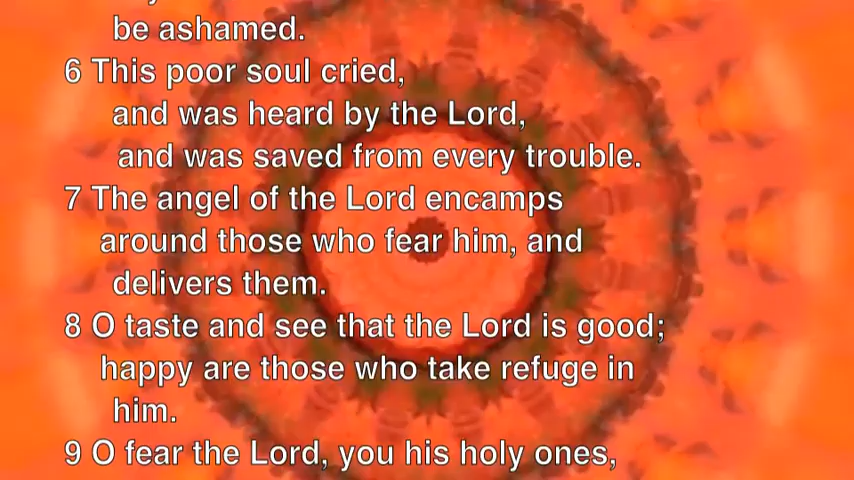 be ashamed.
6 This poor soul cried,
and was heard by the Lord,
and was saved from every trouble.
7 The angel of the Lord encamps
around those who fear him, and
delivers them.
8 O taste and see that the Lord is good;
happy are those who take refuge in
him.
9 O fear the Lord, you his holy ones,